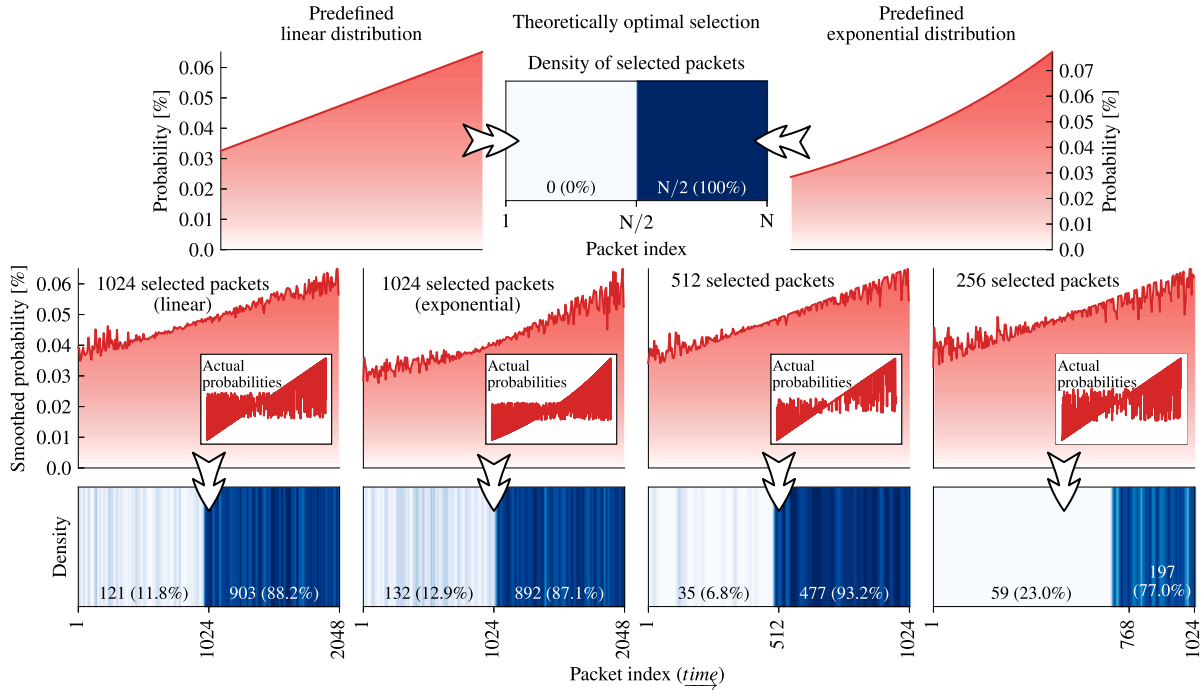 Predefined
linear distribution
Theoretically optimal selection
Predefined
exponential distribution
Density of selected packets
Probability [%]
0.06
0.05
0.04
0.03
0.02
0.01
0.0
0 (0%)
N/2 (100%)
1
N/2
N
Packet index
0.07
0.06
0.05
0.04
0.03
0.02
0.01
0.0
Probability [%]
Smoothed probability [%]
0.06
0.05
0.04
0.03
0.02
0.01
0.0
1024 selected packets
(linear)
Actual
probabilities
1024 selected packets
(exponential)
Actual
probabilities
512 selected packets
Actual
probabilities
256 selected packets
Actual
probabilities
Density
121 (11.8%)
903 (88.2%)
132 (12.9%)
892 (87.1%)
35 (6.8%)
477 (93.2%)
59 (23.0%)
197
(77.0%)
1
1024
2048
1
1024
2048
1
512
1024
1
768
1024
Packet index (time)